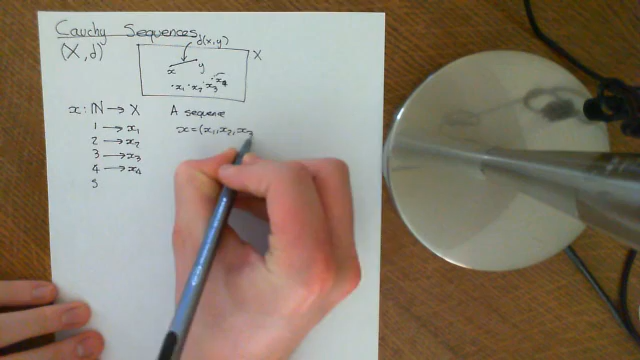 Cauchy Sequences
(X, d)
d(x,y)
X
x
y
x₁ x₂ x₃ x₄
x: ℕ → X
A sequence
1 → x₁
x = (x₁, x₂, x₃
2 → x₂
3 → x₃
4 → x₄
5